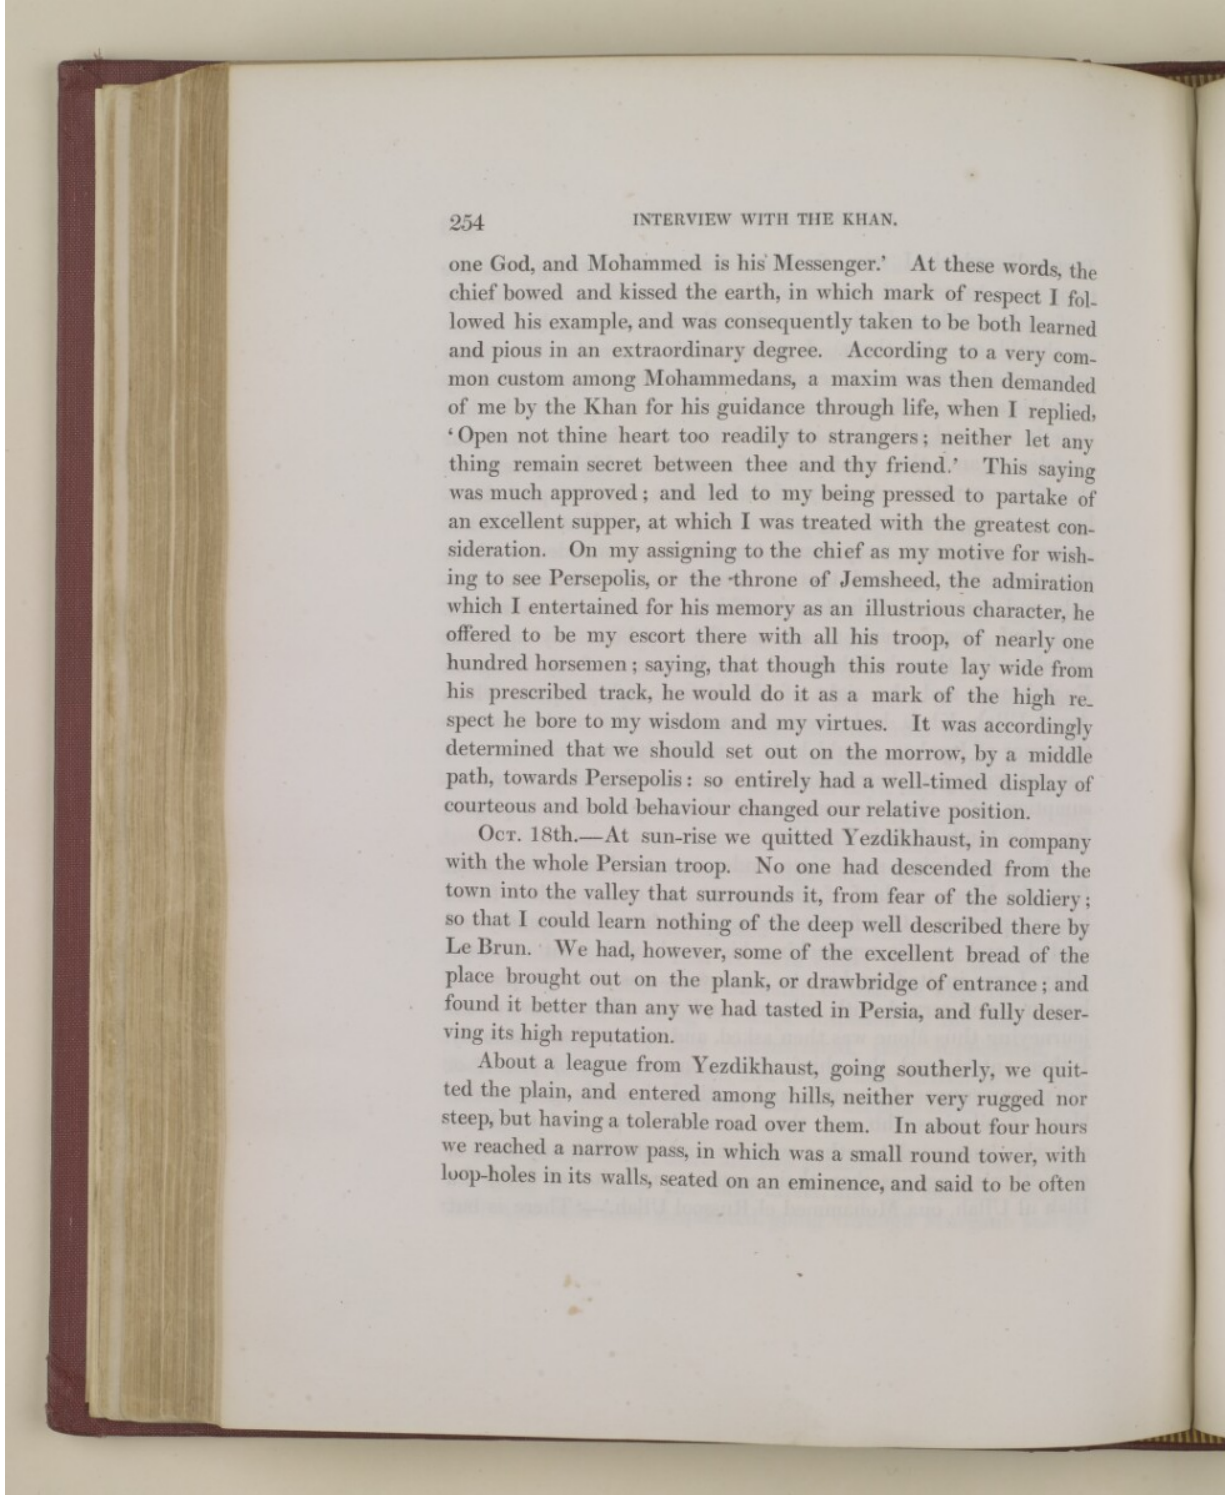 254 INTERVIEW WITH THE KHAN.
one God, and Mohammed is his Messenger.’ At these words, the
chief bowed and kissed the earth, in which mark of respect I fol-
lowed his example, and was consequently taken to be both learned
and pious in an extraordinary degree. According to a very com-
mon custom among Mohammedans, a maxim was then demanded
of me by the Khan for his guidance through life, when I replied,
‘Open not thine heart too readily to strangers; neither let any
thing remain secret between thee and thy friend.’ This saying
was much approved; and led to my being pressed to partake of
an excellent supper, at which I was treated with the greatest con-
sideration. On my assigning to the chief as my motive for wish-
ing to see Persepolis, or the throne of Jemsheed, the admiration
which I entertained for his memory as an illustrious character, he
offered to be my escort there with all his troop, of nearly one
hundred horsemen; saying, that though this route lay wide from
his prescribed track, he would do it as a mark of the high re-
spect he bore to my wisdom and my virtues. It was accordingly
determined that we should set out on the morrow, by a middle
path, towards Persepolis: so entirely had a well-timed display of
courteous and bold behaviour changed our relative position.
Oct. 18th.—At sun-rise we quitted Yezdikhaust, in company
with the whole Persian troop. No one had descended from the
town into the valley that surrounds it, from fear of the soldiery;
so that I could learn nothing of the deep well described there by
Le Brun. We had, however, some of the excellent bread of the
place brought out on the plank, or drawbridge of entrance; and
found it better than any we had tasted in Persia, and fully deser-
ving its high reputation.
About a league from Yezdikhaust, going southerly, we quit-
ted the plain, and entered among hills, neither very rugged nor
steep, but having a tolerable road over them. In about four hours
we reached a narrow pass, in which was a small round tower, with
loop-holes in its walls, seated on an eminence, and said to be often